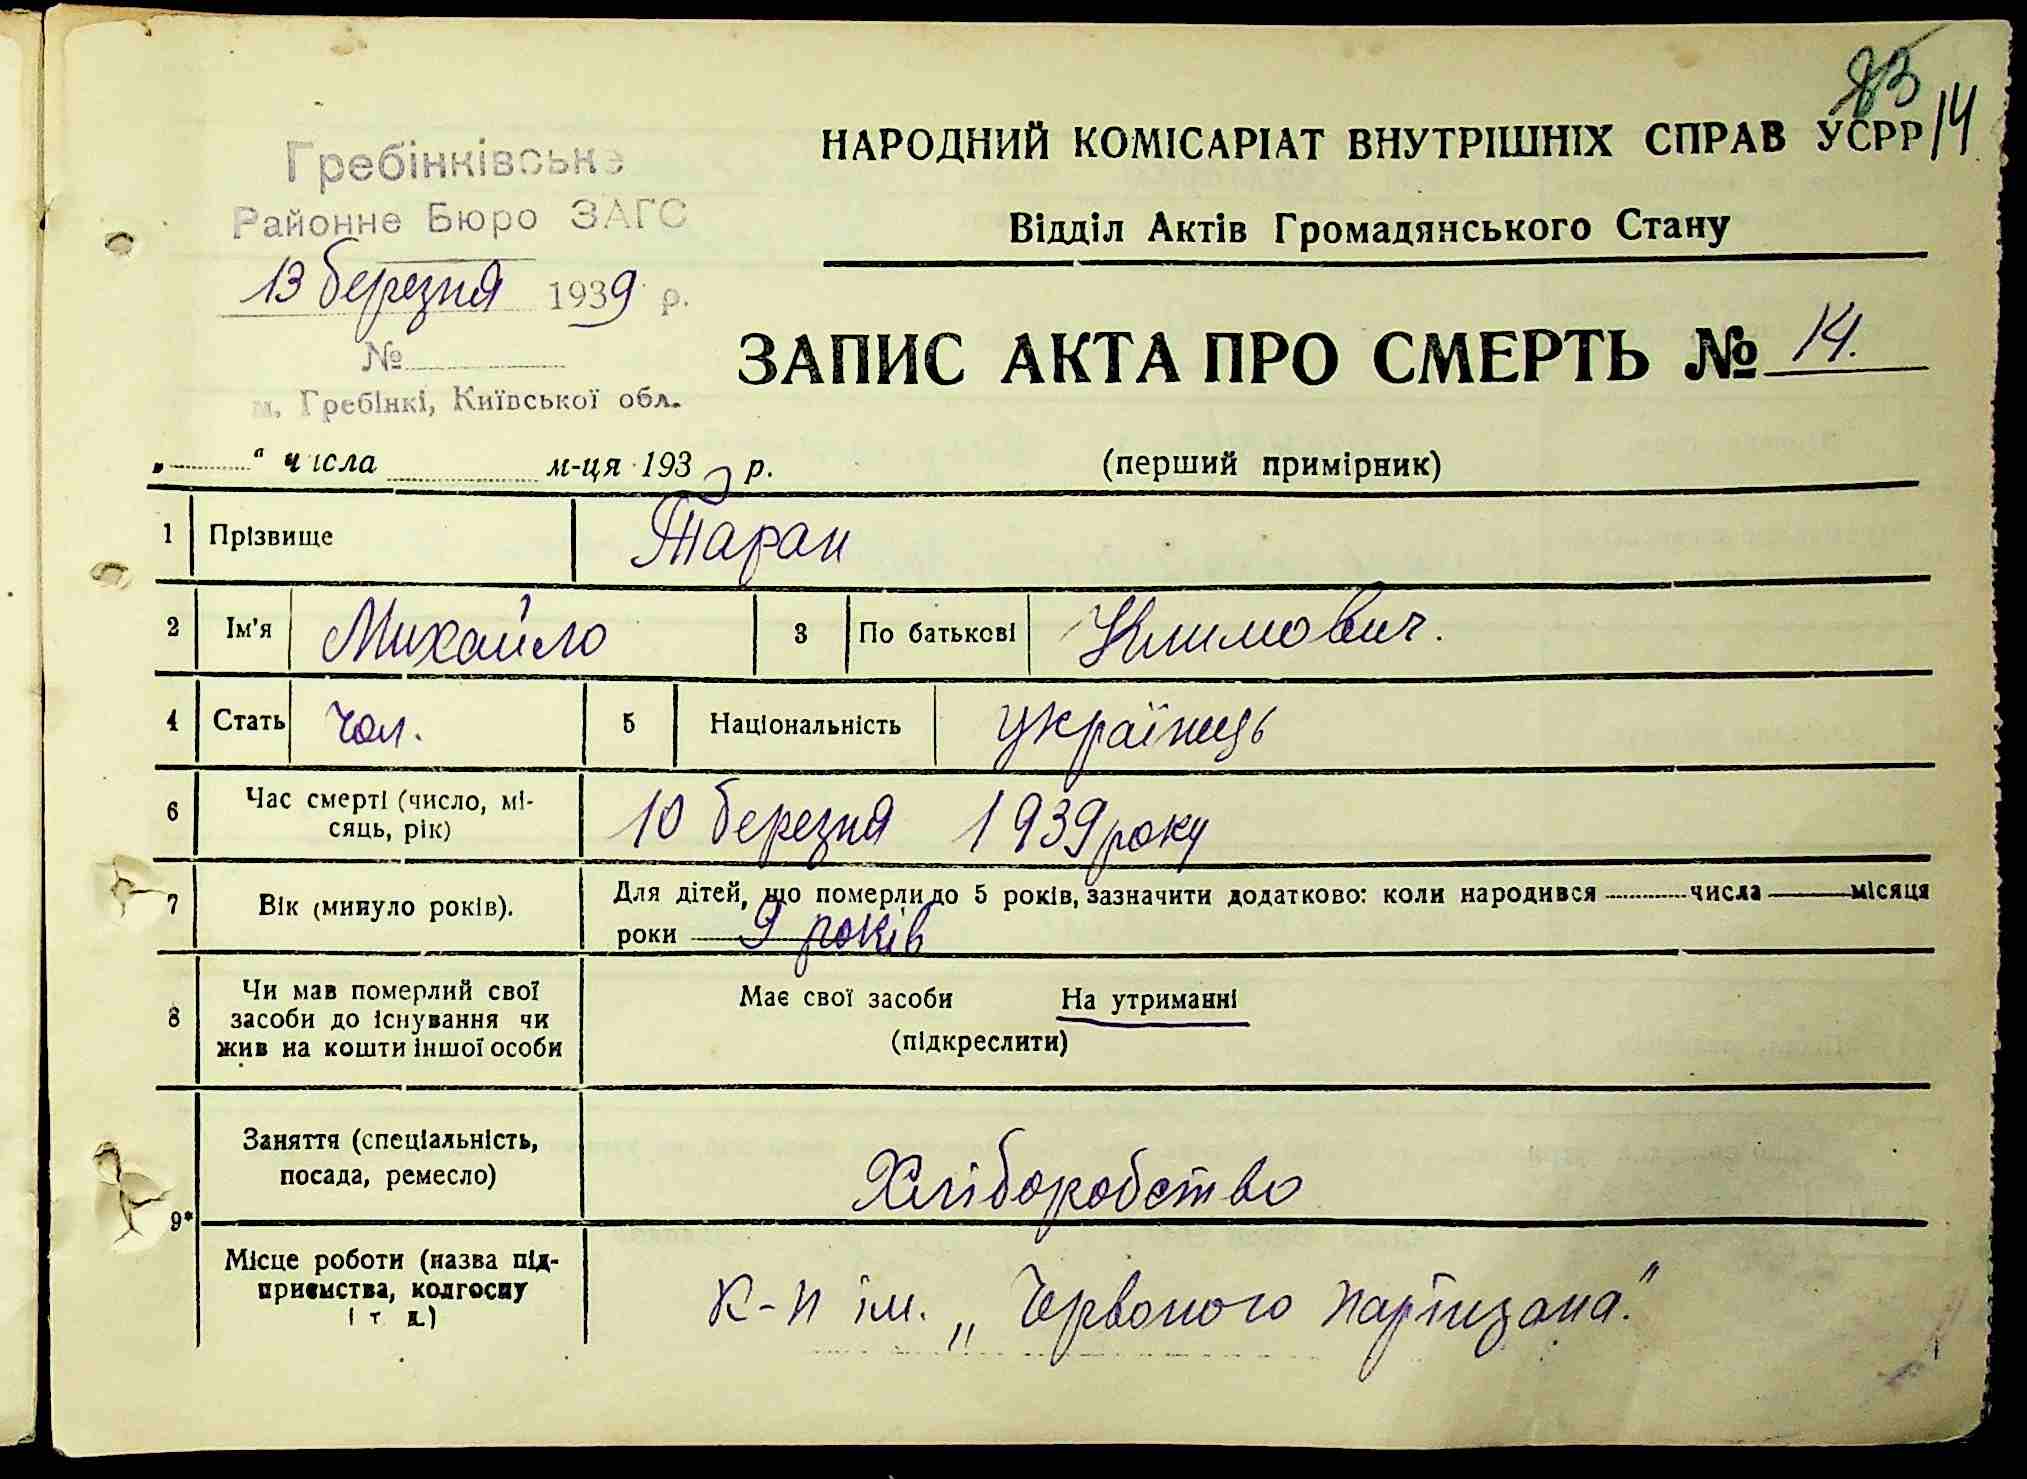 83
14
Гребінківське
Районне Бюро ЗАГС
13 березня 1939 р.
№
м. Гребінкі, Київської обл.
НАРОДНИЙ КОМІСАРІАТ ВНУТРІШНІХ СПРАВ УСРР
Відділ Актів Громадянського Стану
ЗАПИС АКТА ПРО СМЕРТЬ № 14.
„ “ числа м-ця 193 р.
(перший примірник)
1 Прізвище Таран
2 Ім'я Михайло 3 По батькові Климович.
4 Стать чол. 5 Національність українець
6 Час смерті (число, мі-
сяць, рік)
10 березня 1939 року
7 Вік (минуло років).
Для дітей, що померли до 5 років, зазначити додатково: коли народився числа місяця
роки 9 років
8 Чи мав померлий свої
засоби до існування чи
жив на кошти іншої особи
Має свої засоби На утриманні
(підкреслити)
9*
Заняття (спеціальність,
посада, ремесло)
Хліборобство
Місце роботи (назва під-
приємства, колгоспу
і т. д.)
к-п ім. „Червоного партизана."